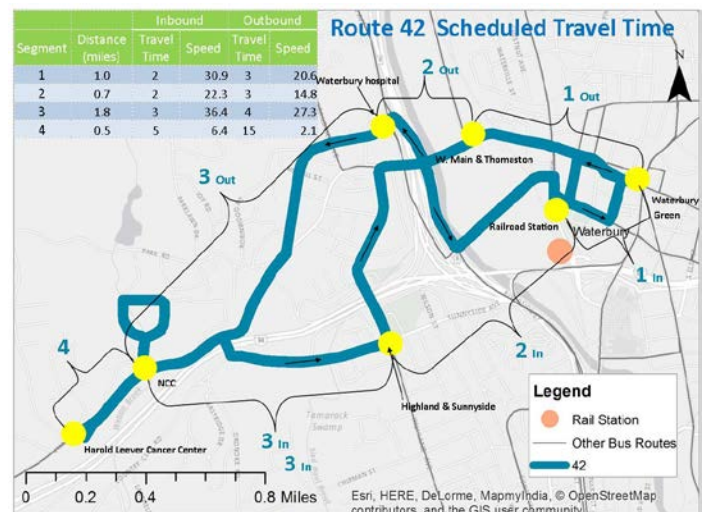 Route 42 Scheduled Travel Time
Inbound Outbound
Segment Distance (miles) Travel Time Speed Travel Time Speed
1 1.0 2 30.9 3 20.6
2 0.7 2 22.3 3 14.8
3 1.8 3 36.4 4 27.3
4 0.5 5 6.4 15 2.1
N
Waterbury hospital
2 Out
1 Out
W. Main & Thomaston
3 Out
Waterbury Green
Railroad Station
Waterbury
1 In
2 In
4
NCC
Highland & Sunnyside
3 In
3 In
Harold Leever Cancer Center
Tamarack Swamp
Legend
Rail Station
Other Bus Routes
42
0 0.2 0.4 0.8 Miles
Esri, HERE, DeLorme, MapmyIndia, © OpenStreetMap
contributors, and the GIS user community